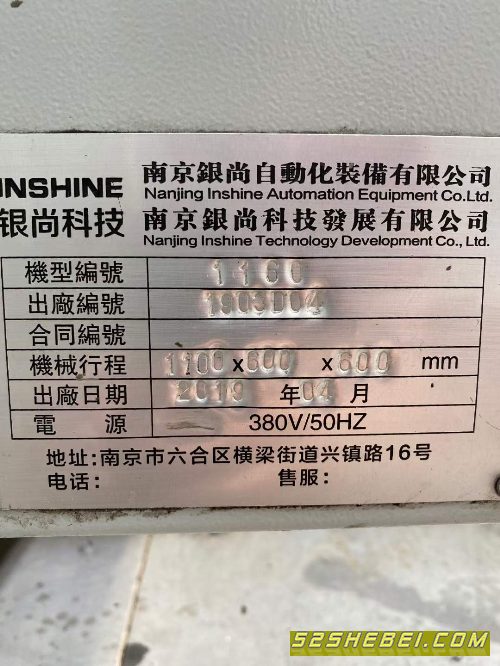 INSHINE 南京銀尚自動化裝備有限公司
Nanjing Inshine Automation Equipment Co.Ltd.
银尚科技 南京銀尚科技發展有限公司
Nanjing Inshine Technology Development Co., Ltd.
機型編號 1160
出廠編號 1903D04
合同編號
機械行程 1100 x 600 x 600 mm
出廠日期 2019 年 04 月
電 源 380V/50HZ
地址:南京市六合区横梁街道兴镇路16号
电话: 售服:
52SHEBEI.COM